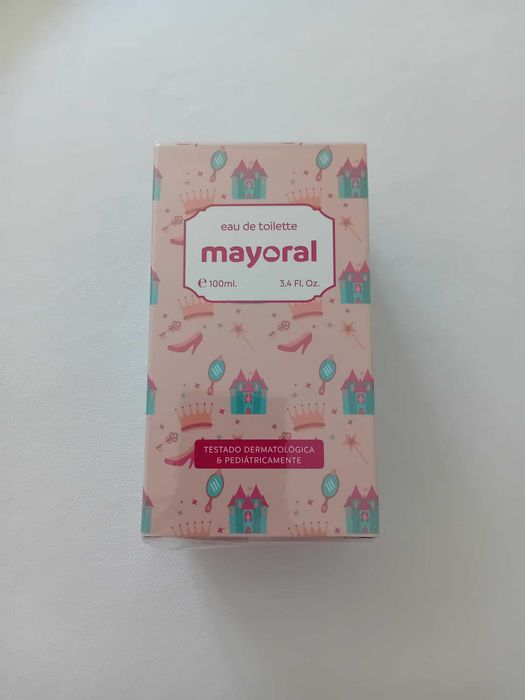 eau de toilette
mayoral
℮ 100ml. 3.4 Fl. Oz.
TESTADO DERMATOLÓGICA
& PEDIÁTRICAMENTE